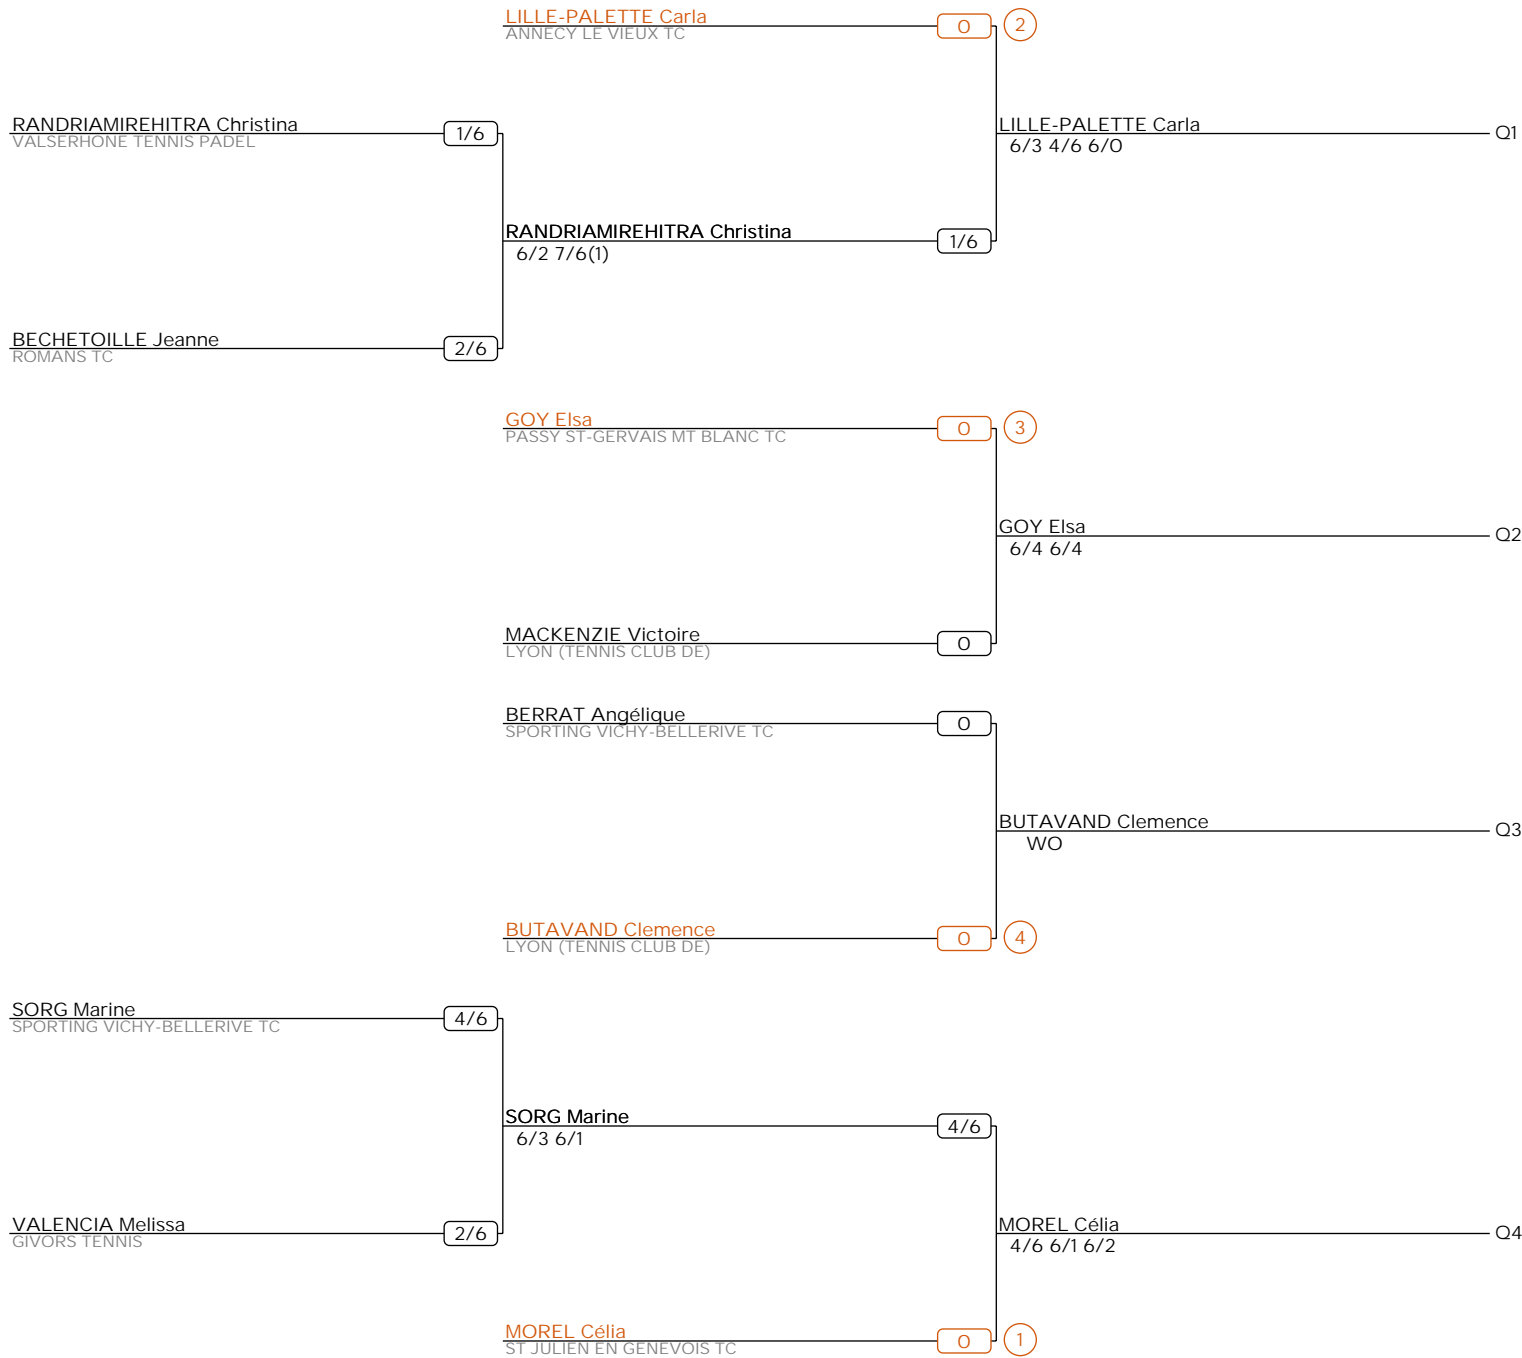 LILLE-PALETTE Carla
ANNECY LE VIEUX TC
0
2
RANDRIAMIREHITRA Christina
VALSERHONE TENNIS PADEL
1/6
LILLE-PALETTE Carla
6/3 4/6 6/0
Q1
RANDRIAMIREHITRA Christina
6/2 7/6(1)
1/6
BECHETOILLE Jeanne
ROMANS TC
2/6
GOY Elsa
PASSY ST-GERVAIS MT BLANC TC
0
3
GOY Elsa
6/4 6/4
Q2
MACKENZIE Victoire
LYON (TENNIS CLUB DE)
0
BERRAT Angélique
SPORTING VICHY-BELLERIVE TC
0
BUTAVAND Clemence
WO
Q3
BUTAVAND Clemence
LYON (TENNIS CLUB DE)
0
4
SORG Marine
SPORTING VICHY-BELLERIVE TC
4/6
SORG Marine
6/3 6/1
4/6
VALENCIA Melissa
GIVORS TENNIS
2/6
MOREL Célia
4/6 6/1 6/2
Q4
MOREL Célia
ST JULIEN EN GENEVOIS TC
0
1